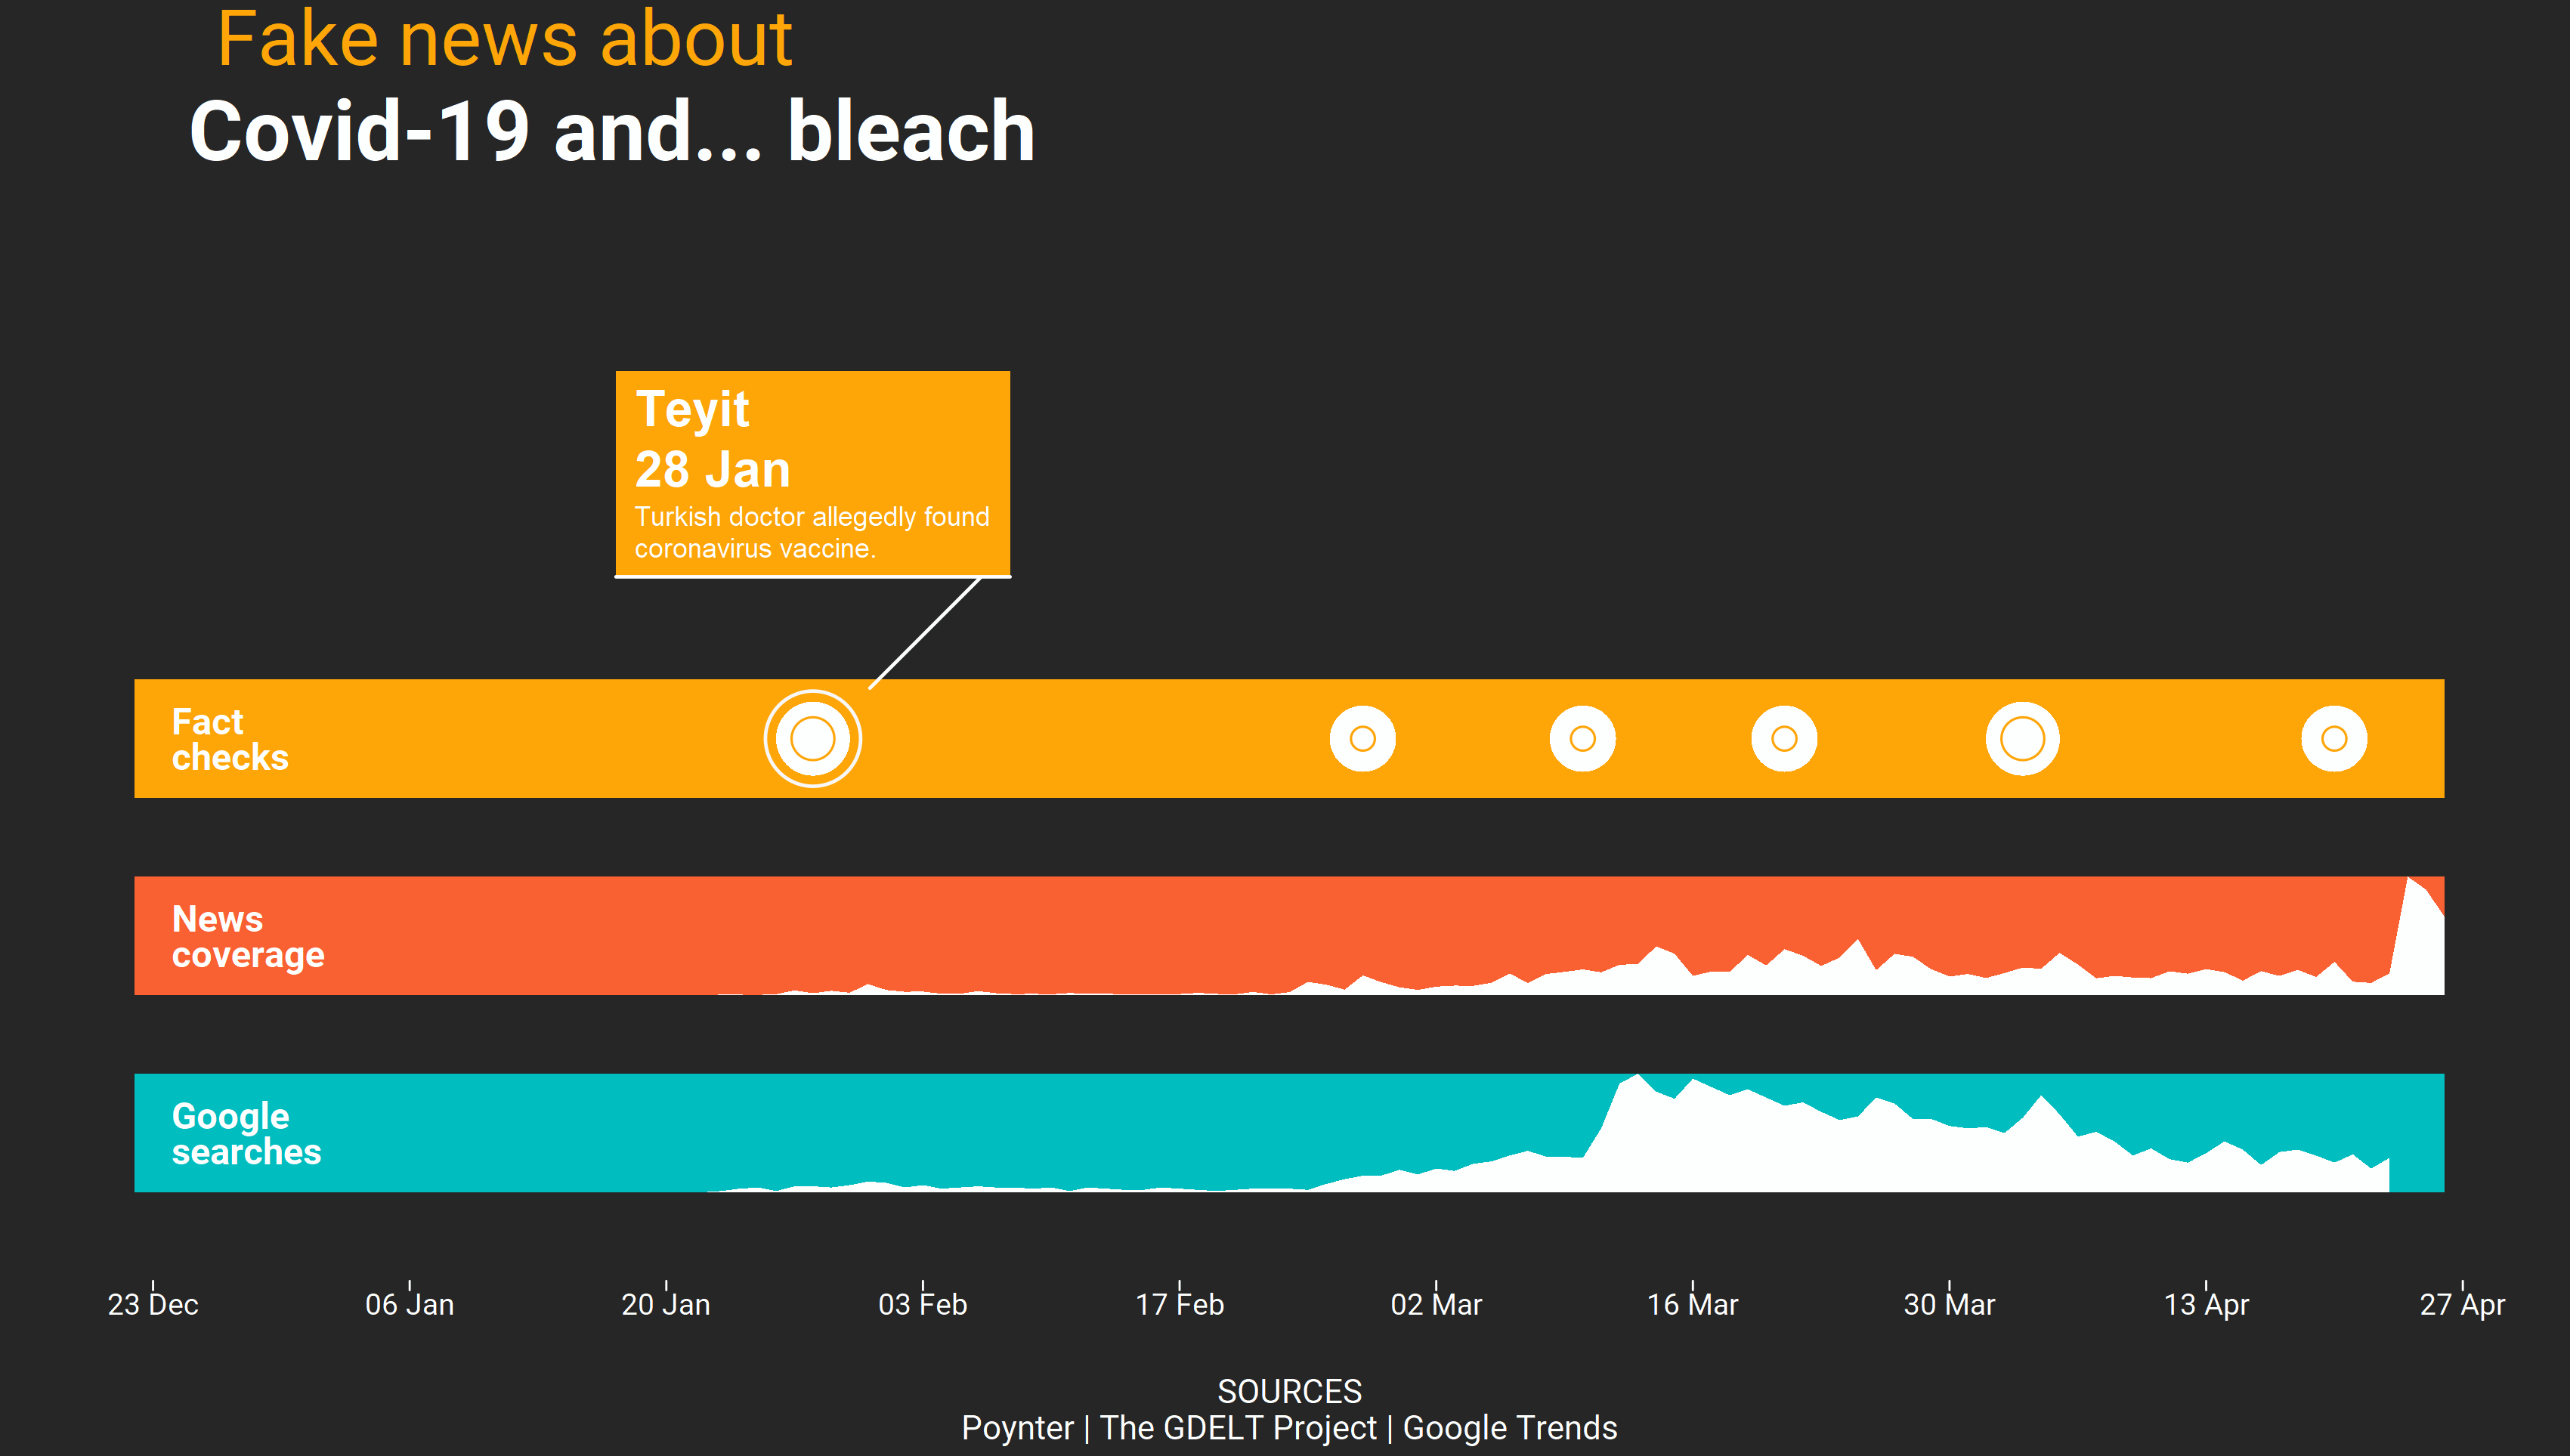 Fake news about
Covid-19 and... bleach
Teyit
28 Jan
Turkish doctor allegedly found
coronavirus vaccine.
Fact
checks
News
coverage
Google
searches
23 Dec
06 Jan
20 Jan
03 Feb
17 Feb
02 Mar
16 Mar
30 Mar
13 Apr
27 Apr
SOURCES
Poynter | The GDELT Project | Google Trends